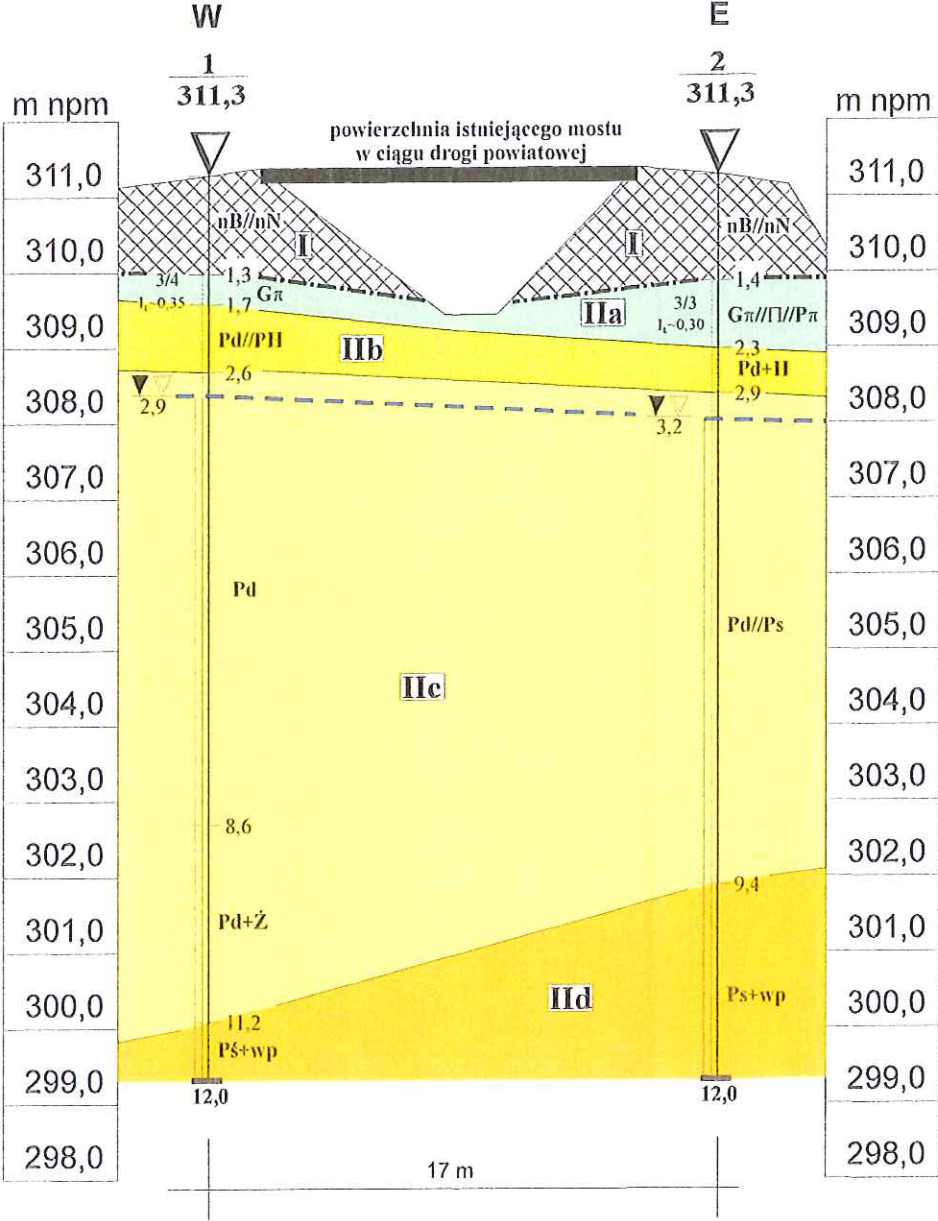 W E
1 2
311,3 311,3
m npm m npm
powierzchnia istniejącego mostu
w ciągu drogi powiatowej
311,0 311,0
nB//nN I I nB//nN
310,0 310,0
3/4 1,3 1,4
I_L~0,35 Gπ IIa 3/3 Gπ//Π//Pπ
1,7 I_L~0,30
309,0 309,0
Pd//PH IIb 2,3
2,6 Pd+H
308,0 2,9 308,0
2,9 3,2
307,0 307,0
306,0 306,0
Pd
305,0 Pd//Ps 305,0
304,0 IIc 304,0
303,0 303,0
8,6
302,0 302,0
9,4
301,0 Pd+Ż 301,0
300,0 IId Ps+wp 300,0
11,2
Pś+wp
299,0 299,0
12,0 12,0
298,0 298,0
17 m